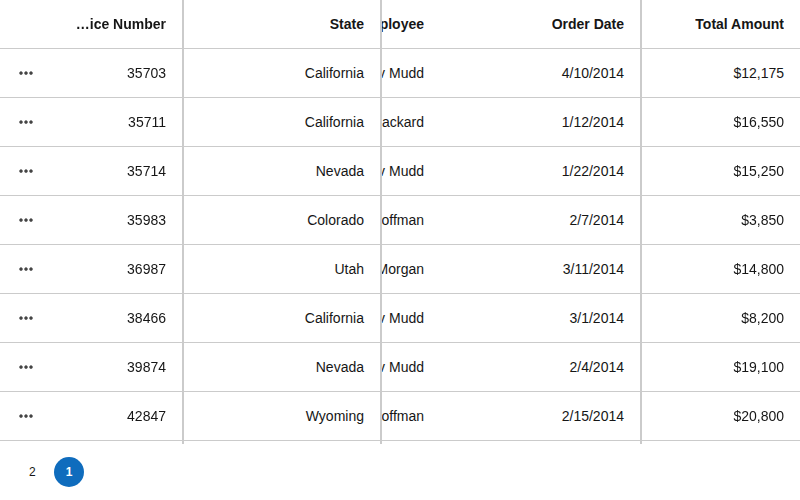 …ice Number State ployee Order Date Total Amount
••• 35703 California Mudd 4/10/2014 $12,175
••• 35711 California ackard 1/12/2014 $16,550
••• 35714 Nevada Mudd 1/22/2014 $15,250
••• 35983 Colorado offman 2/7/2014 $3,850
••• 36987 Utah Morgan 3/11/2014 $14,800
••• 38466 California Mudd 3/1/2014 $8,200
••• 39874 Nevada Mudd 2/4/2014 $19,100
••• 42847 Wyoming offman 2/15/2014 $20,800
2 1